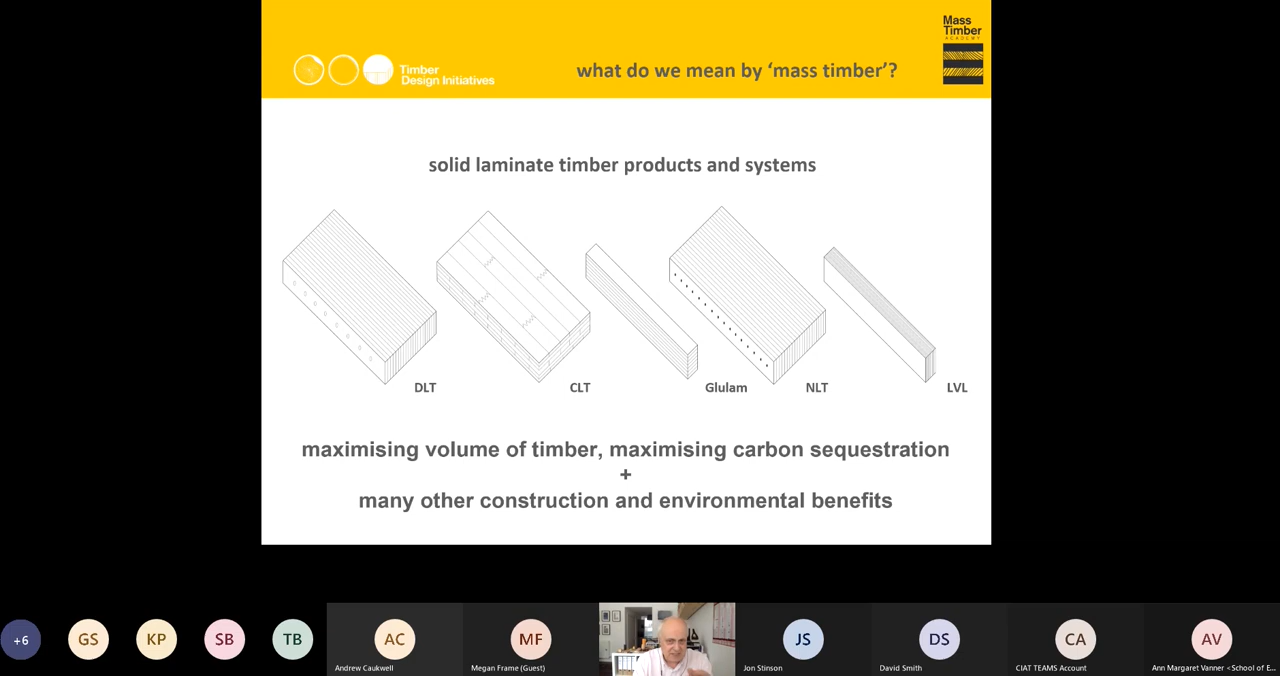 Mass
Timber
ACADEMY
Timber
Design Initiatives
what do we mean by ‘mass timber’?
solid laminate timber products and systems
DLT
CLT
Glulam
NLT
LVL
maximising volume of timber, maximising carbon sequestration
+
many other construction and environmental benefits
+6
GS
KP
SB
TB
AC
MF
JS
DS
CA
AV
Andrew Caukwell
Megan Frame (Guest)
Jon Stinson
David Smith
CIAT TEAMS Account
Ann Margaret Vanner <School of E...